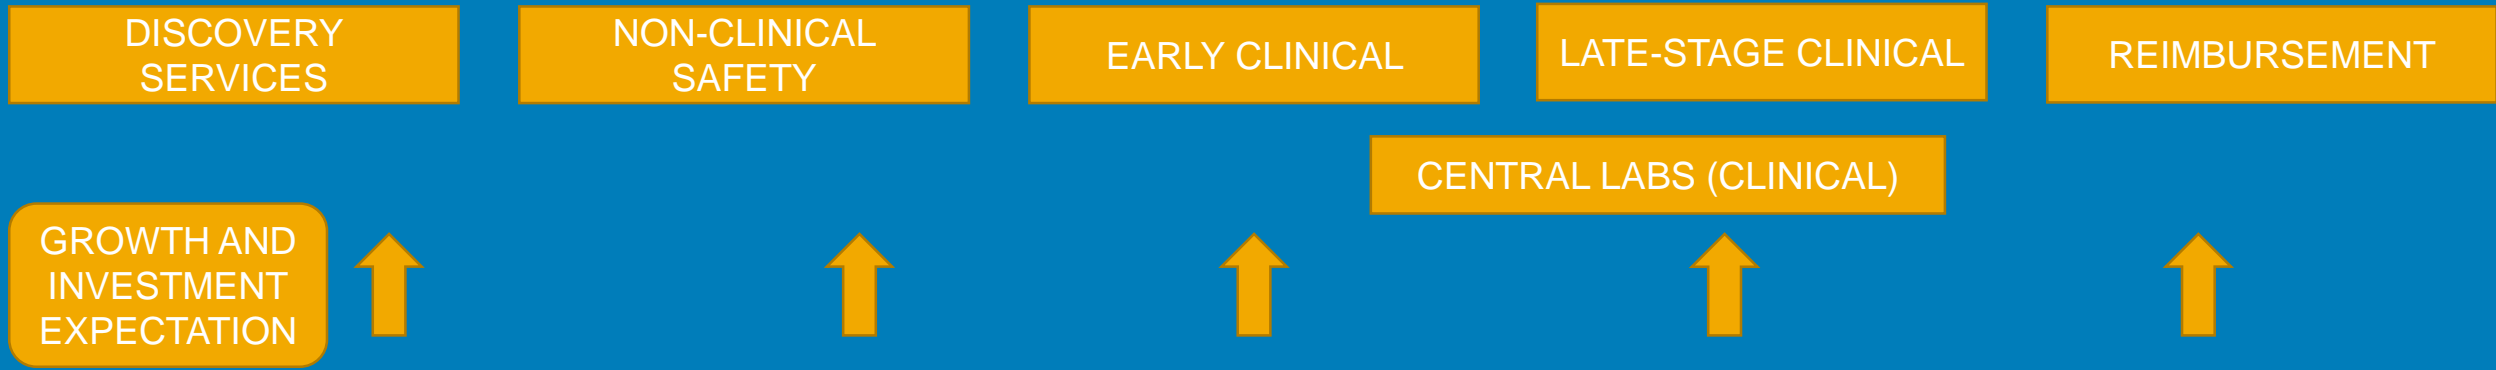 DISCOVERY
SERVICES
NON-CLINICAL
SAFETY
EARLY CLINICAL
LATE-STAGE CLINICAL
REIMBURSEMENT
CENTRAL LABS (CLINICAL)
GROWTH AND
INVESTMENT
EXPECTATION